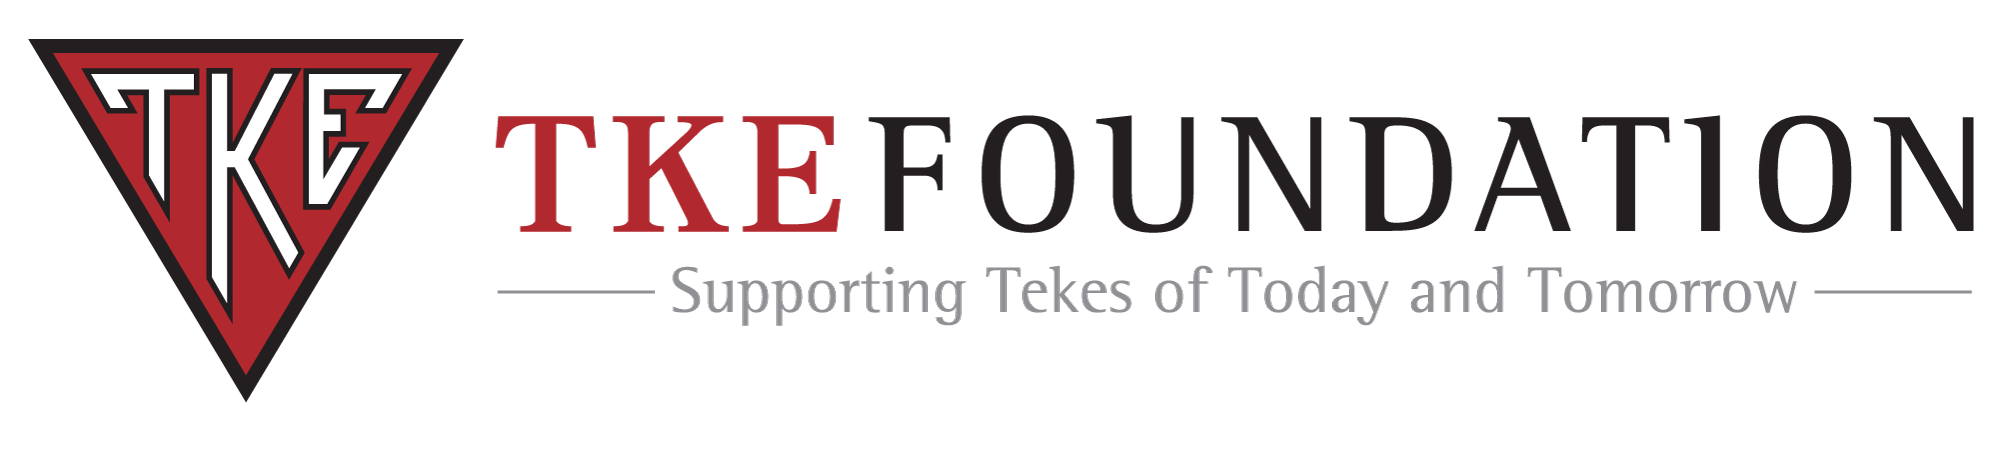 TKE
TKE FOUNDATION
Supporting Tekes of Today and Tomorrow